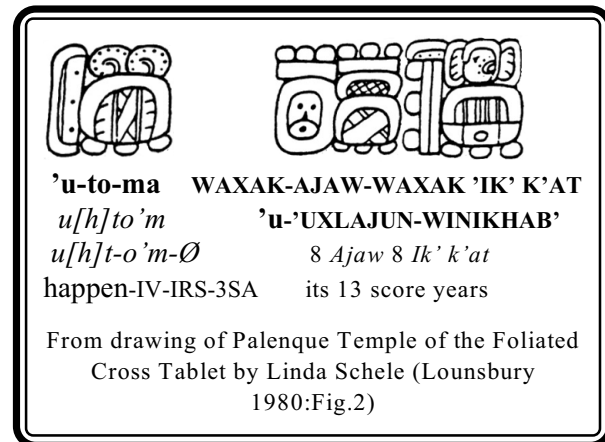 ’u-to-ma WAXAK-AJAW-WAXAK ’IK’ K’AT
u[h]to’m ’u-’UXLAJUN-WINIKHAB’
u[h]t-o’m-Ø 8 Ajaw 8 Ik’ k’at
happen-IV-IRS-3SA its 13 score years
From drawing of Palenque Temple of the Foliated
Cross Tablet by Linda Schele (Lounsbury
1980:Fig.2)